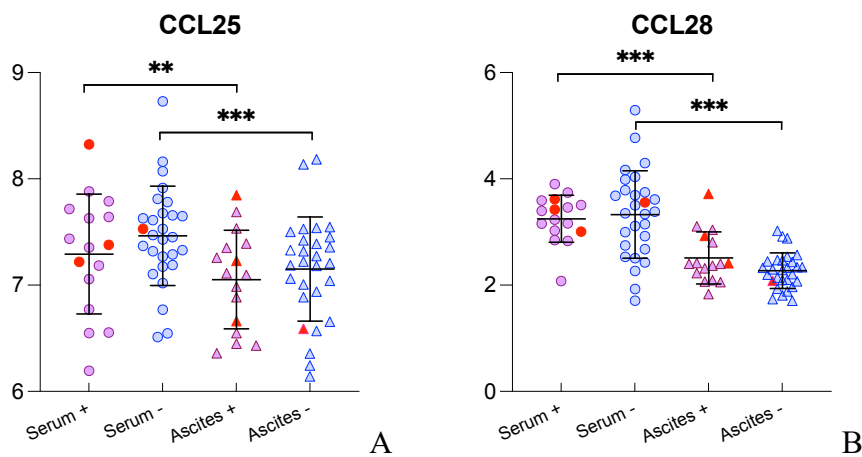 CCL25
9
8
7
6
**
***
Serum +
Serum -
Ascites +
Ascites -
A
CCL28
6
4
2
0
***
***
Serum +
Serum -
Ascites +
Ascites -
B